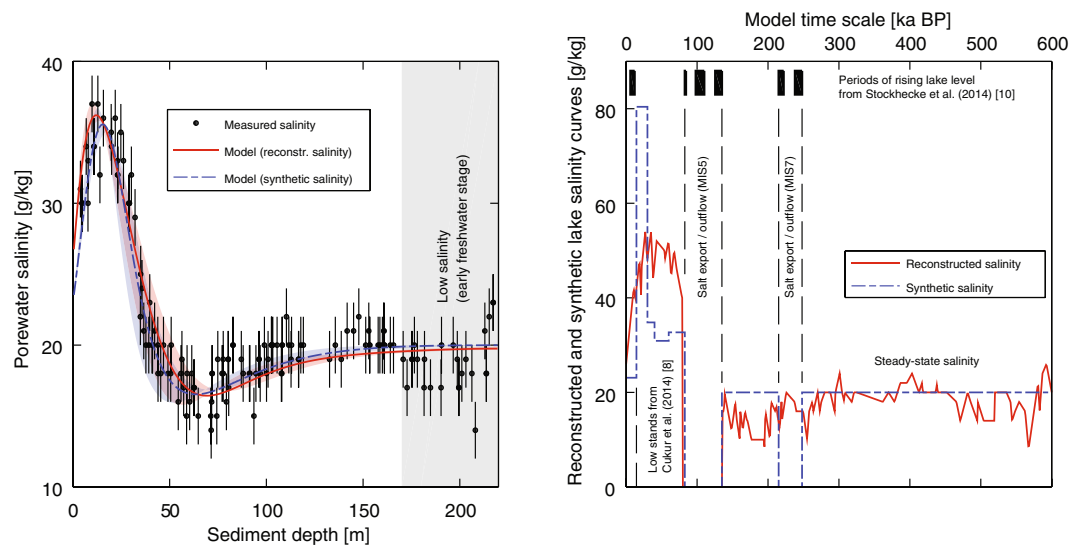 40
30
20
10
0
50
100
150
200
Porewater salinity [g/kg]
Sediment depth [m]
Measured salinity
Model (reconstr. salinity)
Model (synthetic salinity)
Low salinity
(early freshwater stage)
Model time scale [ka BP]
0
100
200
300
400
500
600
80
60
40
20
0
Reconstructed and synthetic lake salinity curves [g/kg]
Periods of rising lake level
from Stockhecke et al. (2014) [10]
Salt export / outflow (MIS5)
Salt export / outflow (MIS7)
Reconstructed salinity
Synthetic salinity
Steady-state salinity
Low stands from
Cukur et al. (2014) [8]